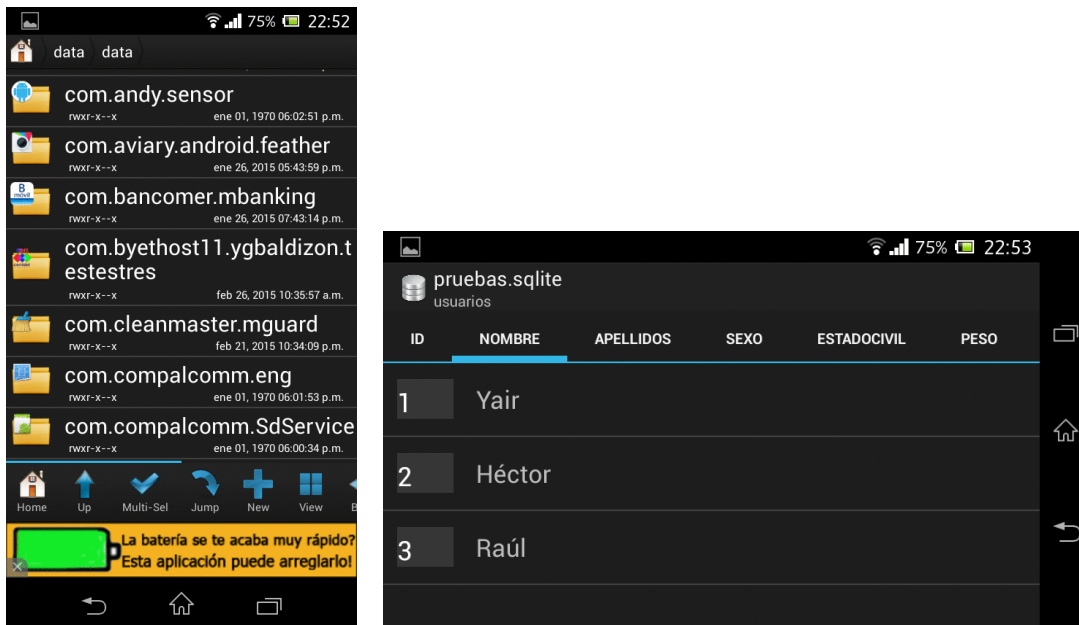 75% 22:52
data data
com.andy.sensor
rwxr-x--x ene 01, 1970 06:02:51 p.m.
com.aviary.android.feather
rwxr-x--x ene 26, 2015 05:43:59 p.m.
B
móvil
com.bancomer.mbanking
rwxr-x--x ene 26, 2015 07:43:14 p.m.
com.byethost11.ygbaldizon.t
estestres
rwxr-x--x feb 26, 2015 10:35:57 a.m.
com.cleanmaster.mguard
rwxr-x--x feb 21, 2015 10:34:09 p.m.
com.compalcomm.eng
rwxr-x--x ene 01, 1970 06:01:53 p.m.
com.compalcomm.SdService
rwxr-x--x ene 01, 1970 06:00:34 p.m.
Home Up Multi-Sel Jump New View B
La batería se te acaba muy rápido?
Esta aplicación puede arreglarlo!
75% 22:53
pruebas.sqlite
usuarios
ID NOMBRE APELLIDOS SEXO ESTADOCIVIL PESO
1 Yair
2 Héctor
3 Raúl